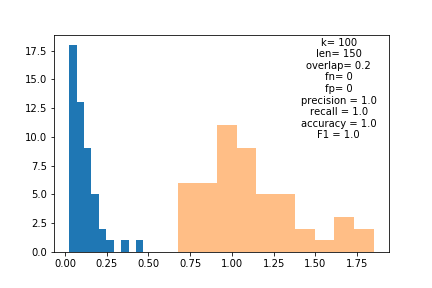 k= 100
len= 150
overlap= 0.2
fn= 0
fp= 0
precision = 1.0
recall = 1.0
accuracy = 1.0
F1 = 1.0
17.5
15.0
12.5
10.0
7.5
5.0
2.5
0.0
0.00 0.25 0.50 0.75 1.00 1.25 1.50 1.75